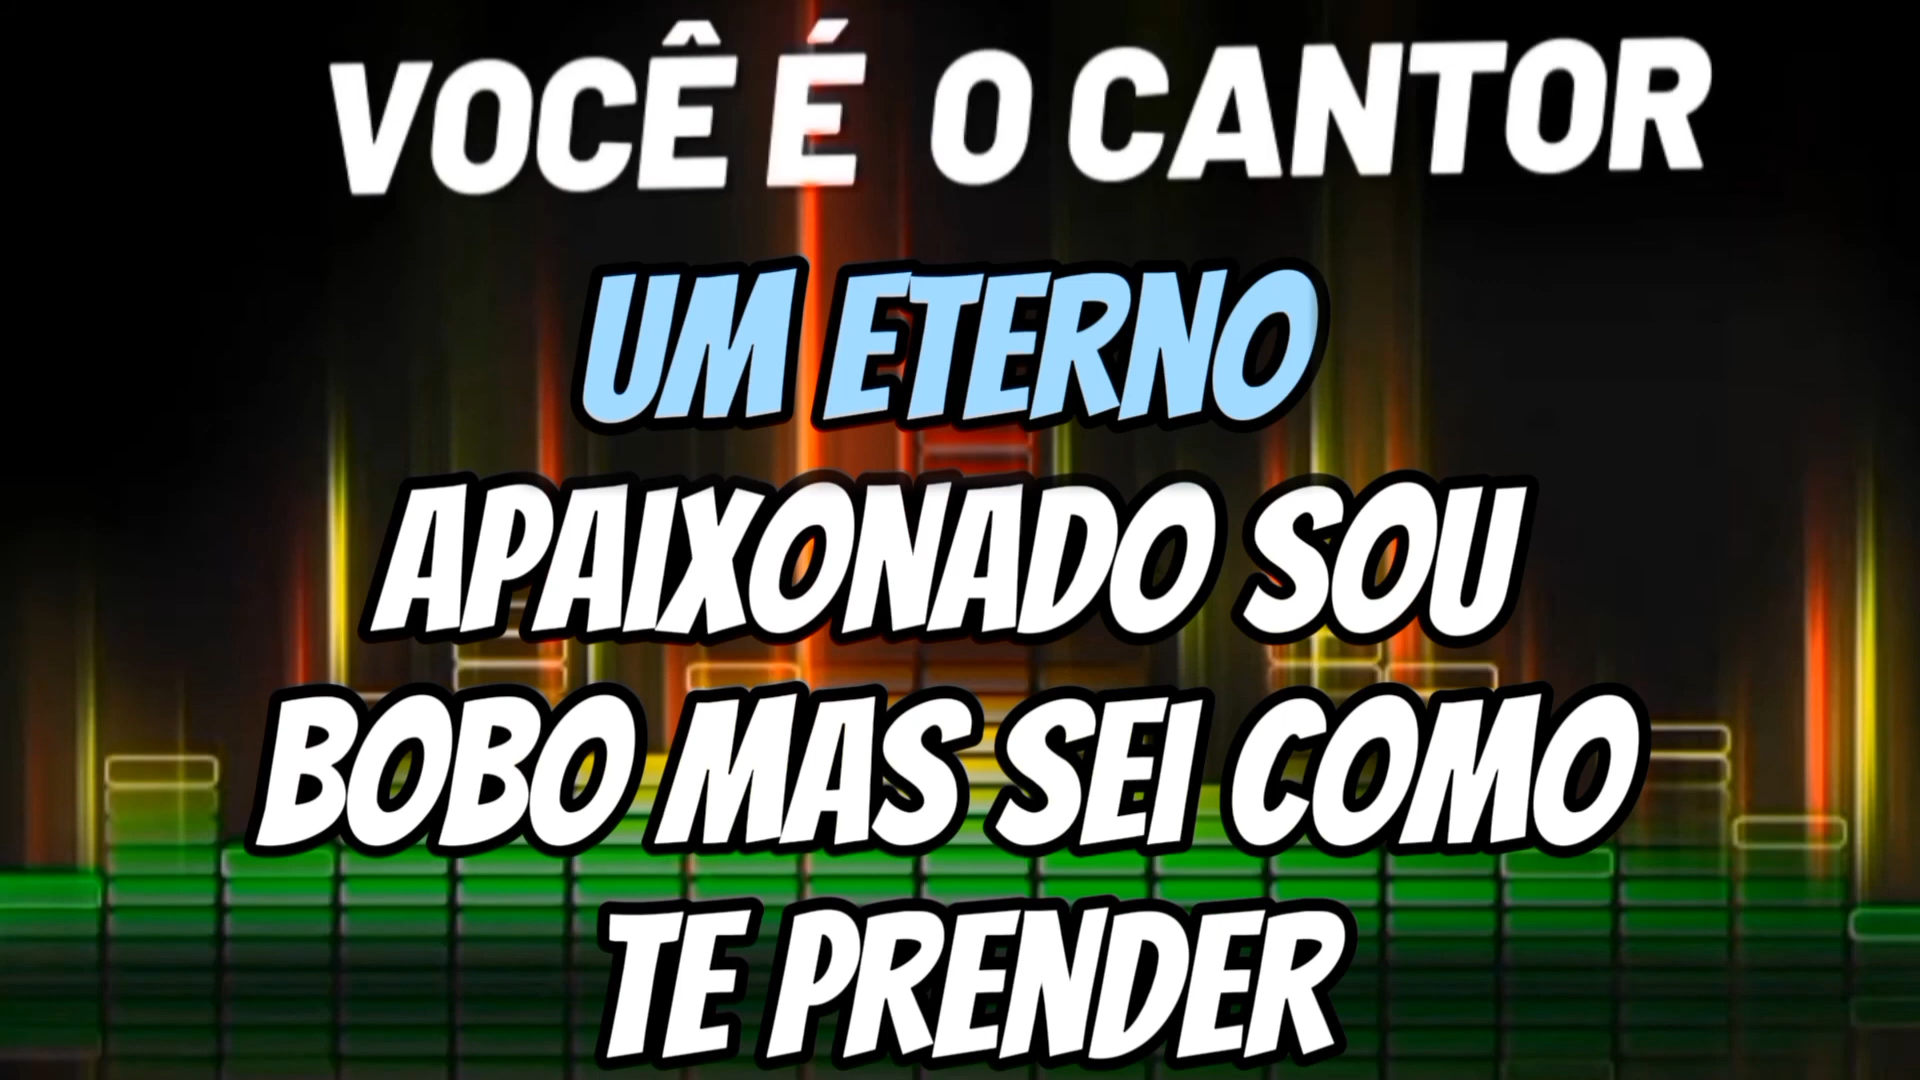 VOCÊ É O CANTOR
UM ETERNO
APAIXONADO SOU
BOBO MAS SEI COMO
TE PRENDER